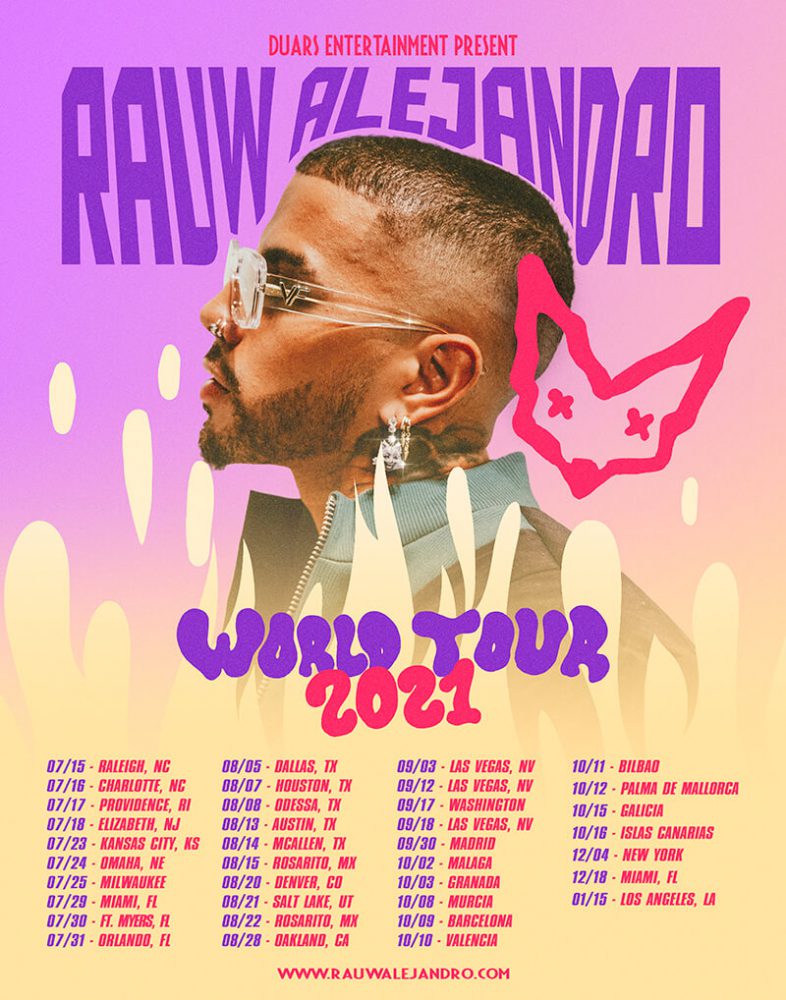 DUARS ENTERTAINMENT PRESENT
RAUW ALEJANDRO
WORLD TOUR
2021
07/15 - RALEIGH, NC
07/16 - CHARLOTTE, NC
07/17 - PROVIDENCE, RI
07/18 - ELIZABETH, NJ
07/23 - KANSAS CITY, KS
07/24 - OMAHA, NE
07/25 - MILWAUKEE
07/29 - MIAMI, FL
07/30 - FT. MYERS, FL
07/31 - ORLANDO, FL
08/05 - DALLAS, TX
08/07 - HOUSTON, TX
08/08 - ODESSA, TX
08/13 - AUSTIN, TX
08/14 - MCALLEN, TX
08/15 - ROSARITO, MX
08/20 - DENVER, CO
08/21 - SALT LAKE, UT
08/22 - ROSARITO, MX
08/28 - OAKLAND, CA
09/03 - LAS VEGAS, NV
09/12 - LAS VEGAS, NV
09/17 - WASHINGTON
09/18 - LAS VEGAS, NV
09/30 - MADRID
10/02 - MALAGA
10/03 - GRANADA
10/08 - MURCIA
10/09 - BARCELONA
10/10 - VALENCIA
10/11 - BILBAO
10/12 - PALMA DE MALLORCA
10/15 - GALICIA
10/16 - ISLAS CANARIAS
12/04 - NEW YORK
12/18 - MIAMI, FL
01/15 - LOS ANGELES, LA
WWW.RAUWALEJANDRO.COM